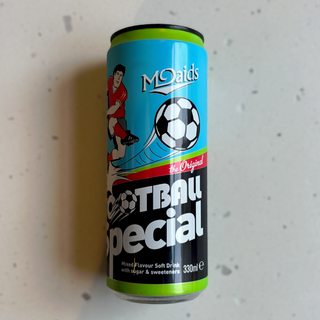 McDaids
the Original
FOOTBALL
Special
Mixed Flavour Soft Drink
with sugar & sweeteners
330ml e